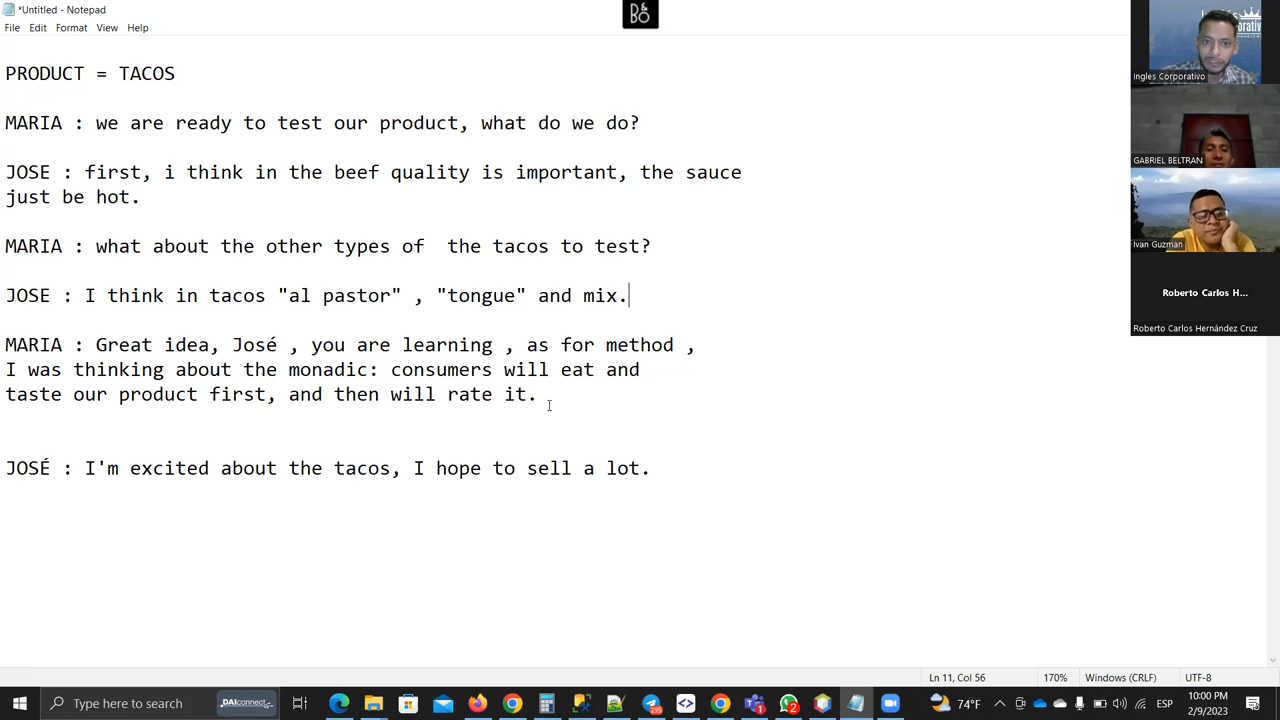 *Untitled - Notepad
File Edit Format View Help
B&O
PRODUCT = TACOS
MARIA : we are ready to test our product, what do we do?
JOSE : first, i think in the beef quality is important, the sauce
just be hot.
MARIA : what about the other types of  the tacos to test?
JOSE : I think in tacos "al pastor" , "tongue" and mix.
MARIA : Great idea, José , you are learning , as for method ,
I was thinking about the monadic: consumers will eat and
taste our product first, and then will rate it.
JOSÉ : I'm excited about the tacos, I hope to sell a lot.
Ingles Corporativo
GABRIEL BELTRAN
Ivan Guzman
Roberto Carlos H...
Roberto Carlos Hernández Cruz
Ln 11, Col 56 170% Windows (CRLF) UTF-8
Type here to search
DAIconnect
74°F
ESP
10:00 PM
2/9/2023